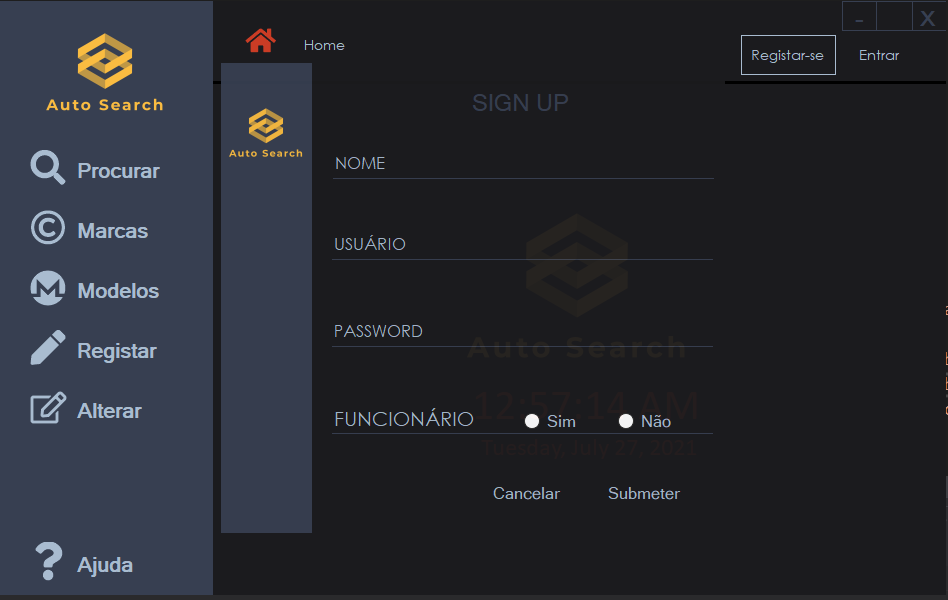 Auto Search
Procurar
Marcas
Modelos
Registar
Alterar
Ajuda
Home
Registar-se
Entrar
- X
Auto Search
SIGN UP
NOME
USUÁRIO
PASSWORD
Auto Search
12:57:14 AM
FUNCIONÁRIO Sim Não
Tuesday, July 27, 2021
Cancelar Submeter